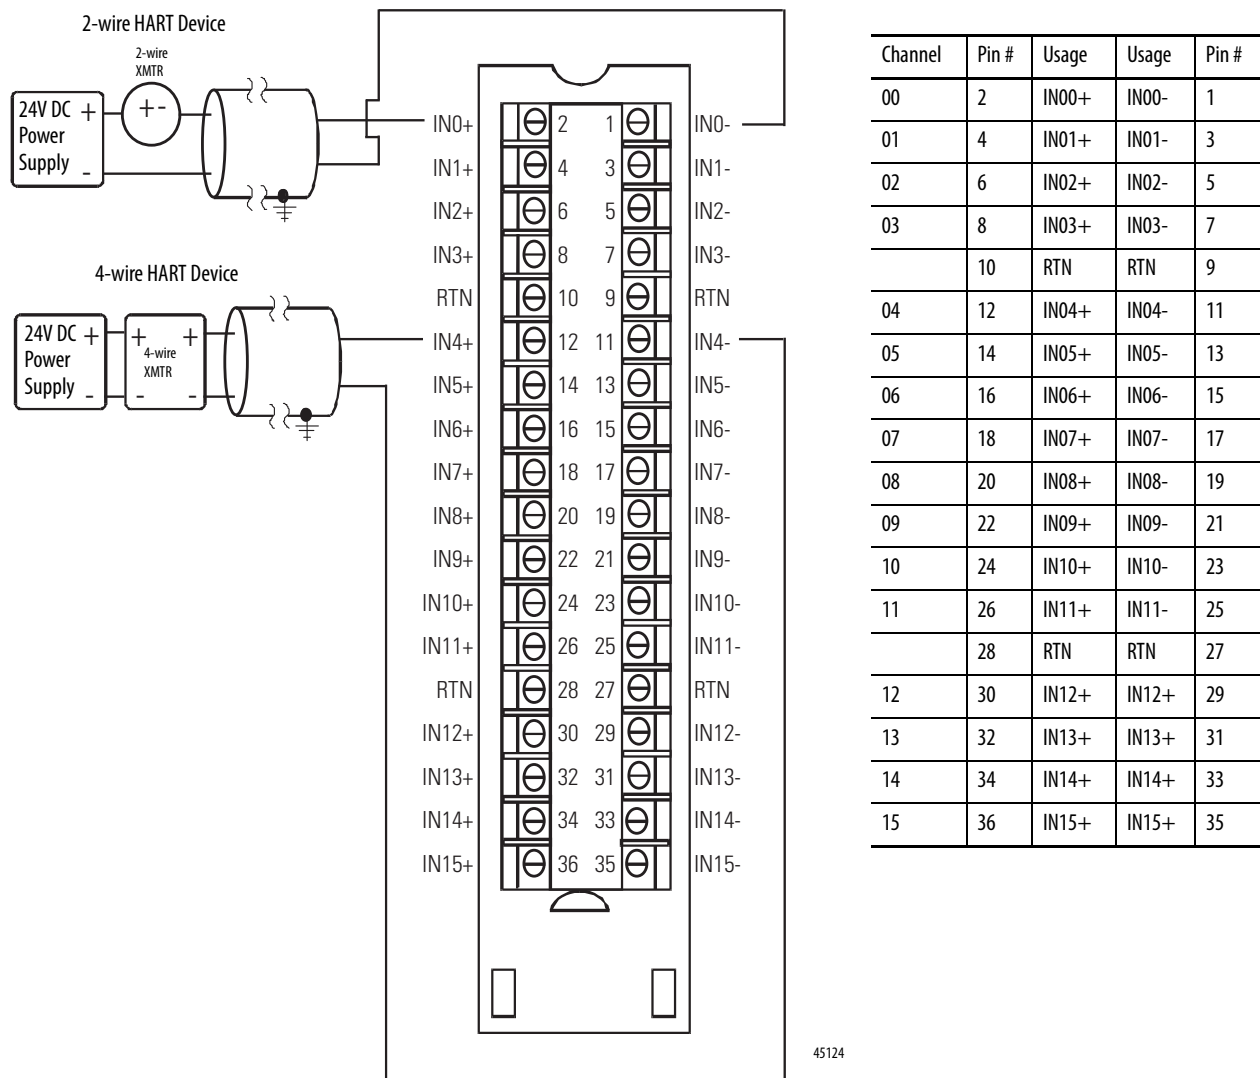 2-wire HART Device
2-wire
XMTR
24V DC +
Power
Supply -
+ -
4-wire HART Device
24V DC +
Power
Supply -
+ +
4-wire
XMTR
- -
IN0+ 2 1 IN0-
IN1+ 4 3 IN1-
IN2+ 6 5 IN2-
IN3+ 8 7 IN3-
RTN 10 9 RTN
IN4+ 12 11 IN4-
IN5+ 14 13 IN5-
IN6+ 16 15 IN6-
IN7+ 18 17 IN7-
IN8+ 20 19 IN8-
IN9+ 22 21 IN9-
IN10+ 24 23 IN10-
IN11+ 26 25 IN11-
RTN 28 27 RTN
IN12+ 30 29 IN12-
IN13+ 32 31 IN13-
IN14+ 34 33 IN14-
IN15+ 36 35 IN15-
45124
Channel Pin # Usage Usage Pin #
00 2 IN00+ IN00- 1
01 4 IN01+ IN01- 3
02 6 IN02+ IN02- 5
03 8 IN03+ IN03- 7
10 RTN RTN 9
04 12 IN04+ IN04- 11
05 14 IN05+ IN05- 13
06 16 IN06+ IN06- 15
07 18 IN07+ IN07- 17
08 20 IN08+ IN08- 19
09 22 IN09+ IN09- 21
10 24 IN10+ IN10- 23
11 26 IN11+ IN11- 25
28 RTN RTN 27
12 30 IN12+ IN12+ 29
13 32 IN13+ IN13+ 31
14 34 IN14+ IN14+ 33
15 36 IN15+ IN15+ 35